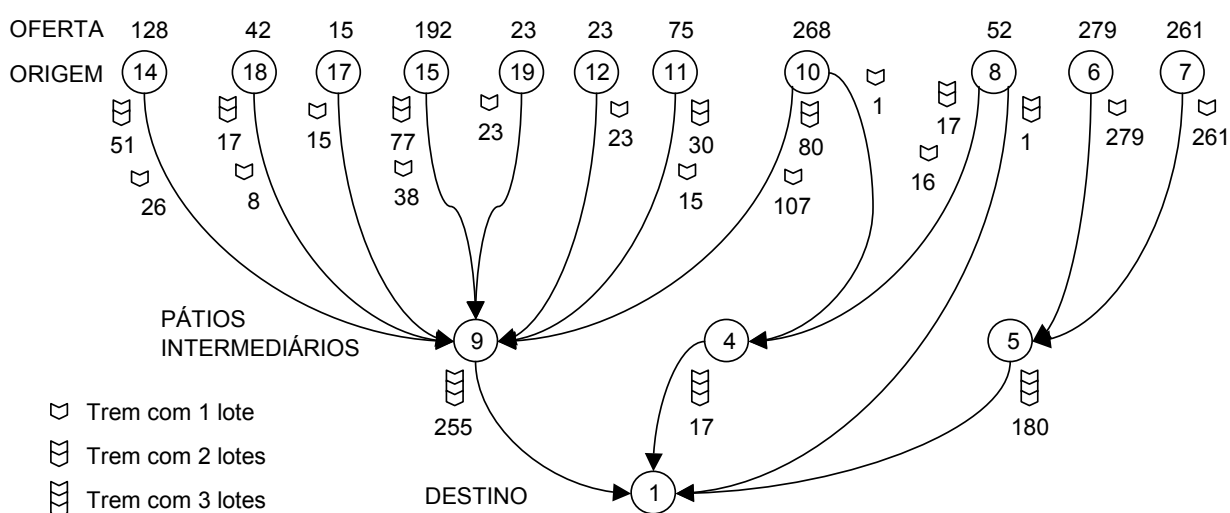 OFERTA 128 42 15 192 23 23 75 268 52 279 261
ORIGEM 14 18 17 15 19 12 11 10 8 6 7
51 17 15 77 23 23 30 80 1 17 1 279 261
26 8 38 15 107 16
PÁTIOS
INTERMEDIÁRIOS
9 4 5
255 17 180
Trem com 1 lote
Trem com 2 lotes
Trem com 3 lotes
DESTINO 1